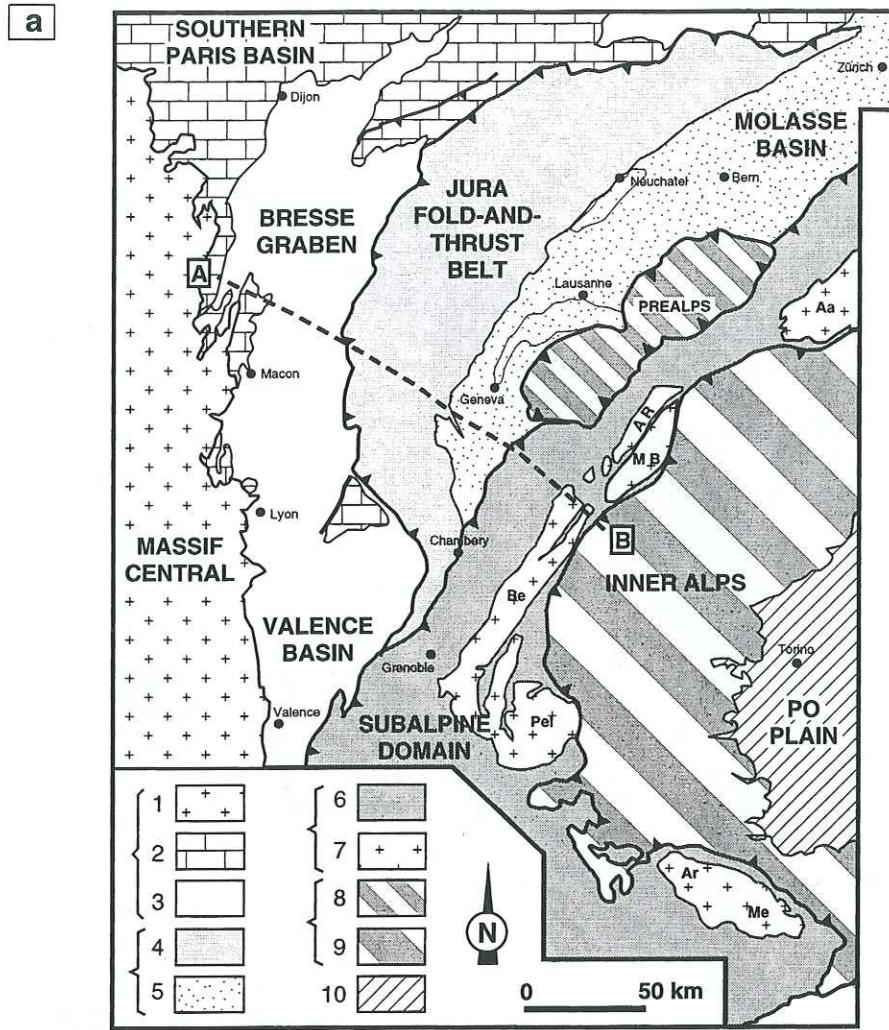 a
SOUTHERN
PARIS BASIN
Zürich
Dijon
MOLASSE
BASIN
Neuchatel
Bern
JURA
FOLD-AND-
THRUST
BELT
BRESSE
GRABEN
A
Lausanne
PREALPS
Aa
Macon
Geneva
AR
MB
Lyon
B
Chambery
MASSIF
CENTRAL
INNER ALPS
Be
VALENCE
BASIN
Grenoble
Torino
PO
PLAIN
Valence
Pel
SUBALPINE
DOMAIN
1
2
3
4
5
6
7
8
9
10
Ar
Me
N
0 50 km